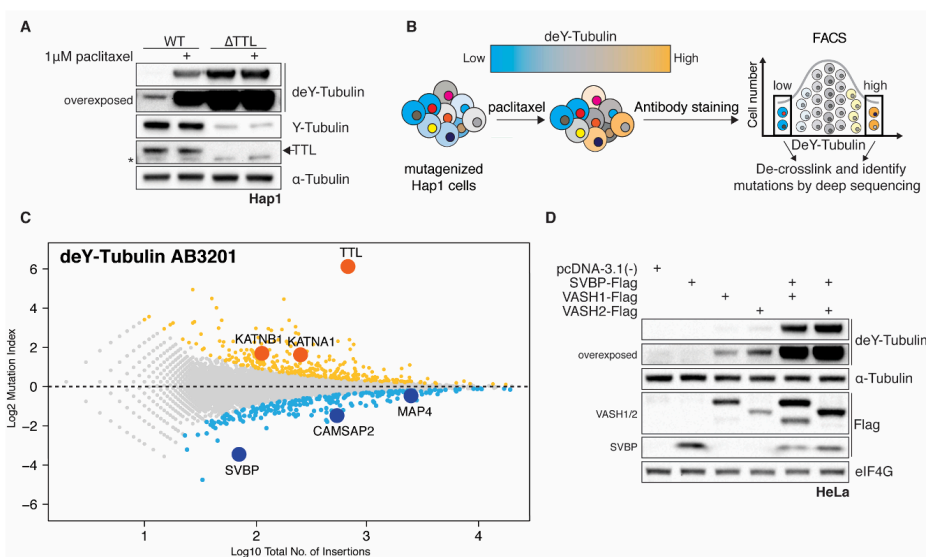 A
WT ΔTTL
1μM paclitaxel + +
deY-Tubulin
overexposed
Y-Tubulin
TTL
*
α-Tubulin
Hap1
B
deY-Tubulin
Low High
paclitaxel
Antibody staining
mutagenized
Hap1 cells
FACS
low high
Cell number
DeY-Tubulin
De-crosslink and identify
mutations by deep sequencing
C
deY-Tubulin AB3201
TTL
KATNB1 KATNA1
MAP4
CAMSAP2
SVBP
Log2 Mutation Index
6
4
2
0
−2
−4
−6
1 2 3 4
Log10 Total No. of Insertions
D
pcDNA-3.1(-) +
SVBP-Flag + + +
VASH1-Flag + +
VASH2-Flag + +
deY-Tubulin
overexposed
α-Tubulin
VASH1/2
Flag
SVBP
eIF4G
HeLa